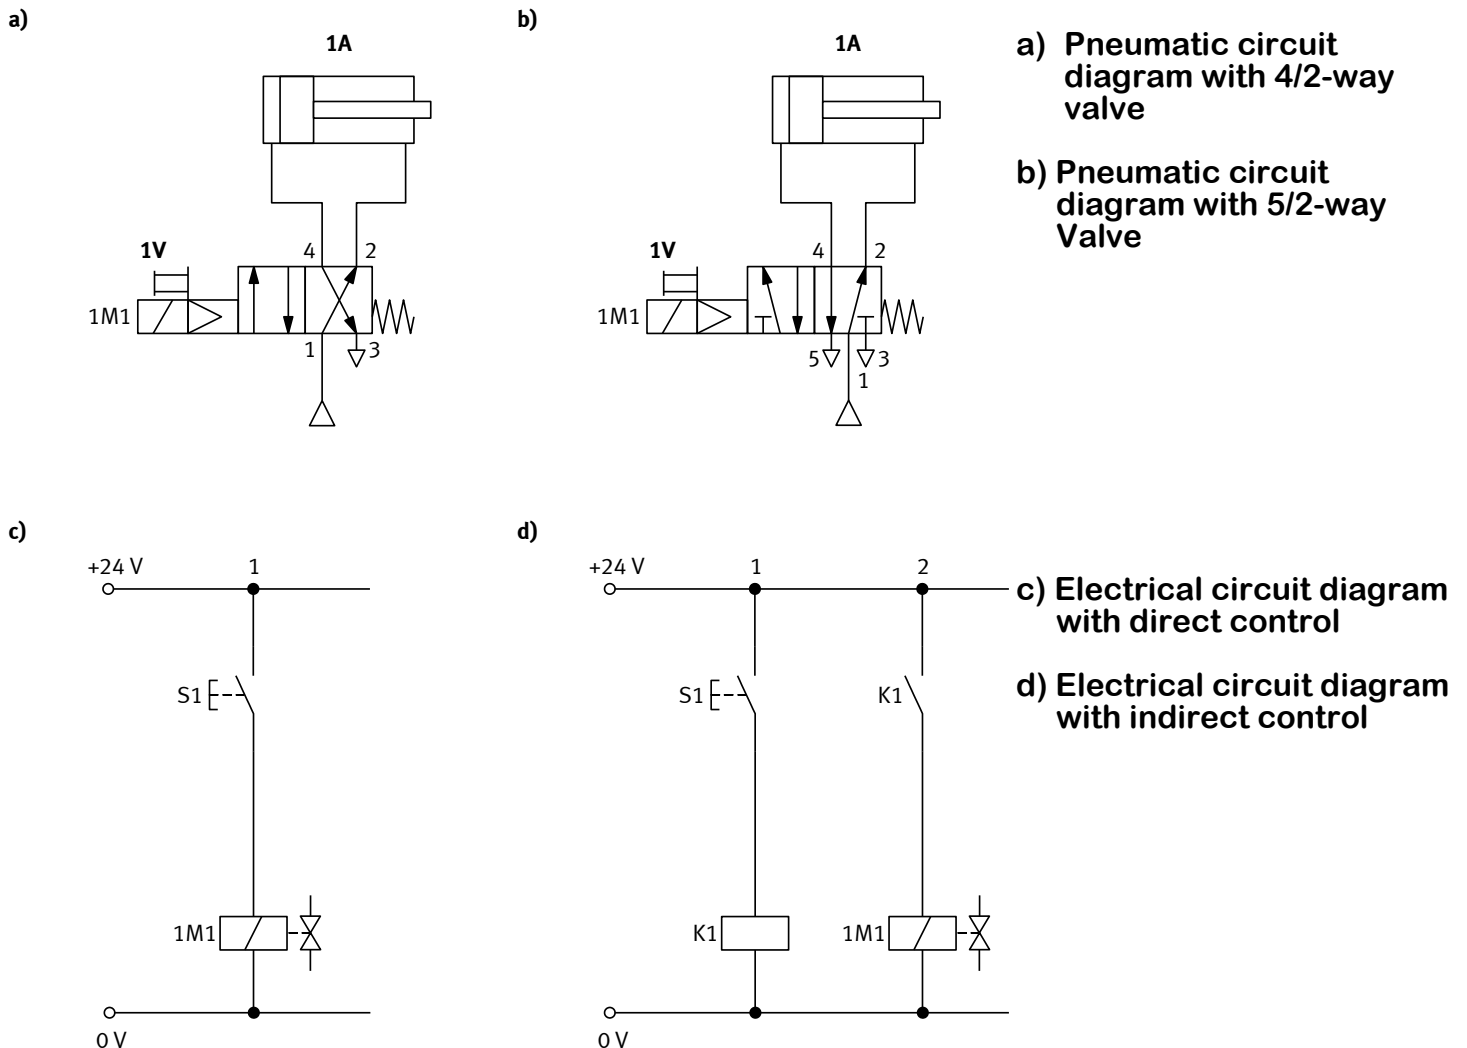 a)
1A
1V
4 2
1M1
1 3
b)
1A
1V
4 2
1M1
5 3
1
a) Pneumatic circuit
diagram with 4/2-way
valve
b) Pneumatic circuit
diagram with 5/2-way
Valve
c)
+24 V 1
S1
1M1
0 V
d)
+24 V 1 2
S1 K1
K1 1M1
0 V
c) Electrical circuit diagram
with direct control
d) Electrical circuit diagram
with indirect control